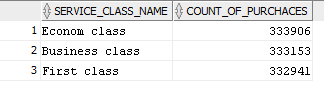 SERVICE_CLASS_NAME COUNT_OF_PURCHACES
1 Econom class 333906
2 Business class 333153
3 First class 332941